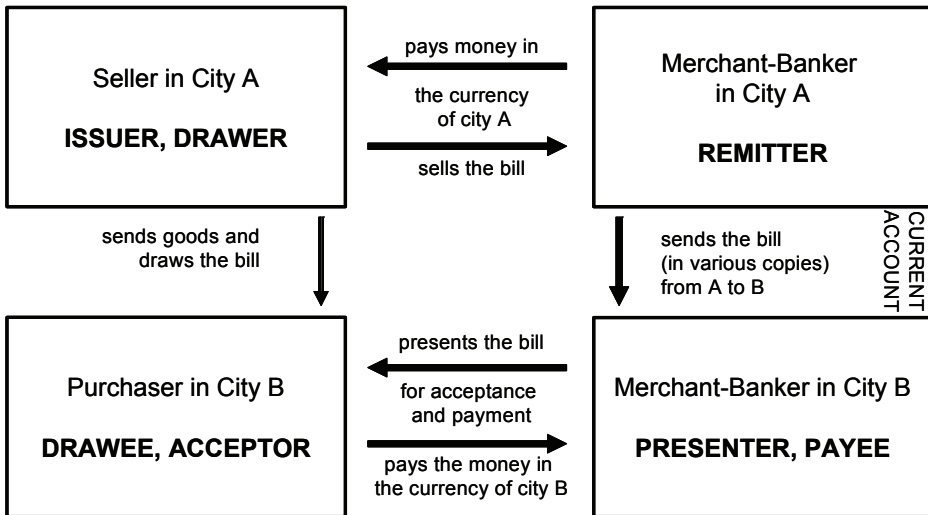 Seller in City A
ISSUER, DRAWER
pays money in
the currency
of city A
sells the bill
Merchant-Banker
in City A
REMITTER
sends goods and
draws the bill
sends the bill
(in various copies)
from A to B
CURRENT
ACCOUNT
Purchaser in City B
DRAWEE, ACCEPTOR
presents the bill
for acceptance
and payment
pays the money in
the currency of city B
Merchant-Banker in City B
PRESENTER, PAYEE